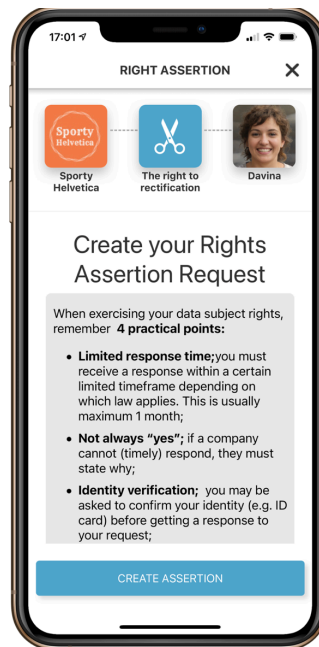 17:01
RIGHT ASSERTION
Sporty
Helvetica
Sporty
Helvetica
The right to
rectification
Davina
Create your Rights
Assertion Request
When exercising your data subject rights,
remember 4 practical points:
• Limited response time;you must
receive a response within a certain
limited timeframe depending on
which law applies. This is usually
maximum 1 month;
• Not always “yes”; if a company
cannot (timely) respond, they must
state why;
• Identity verification; you may be
asked to confirm your identity (e.g. ID
card) before getting a response to
your request;
CREATE ASSERTION